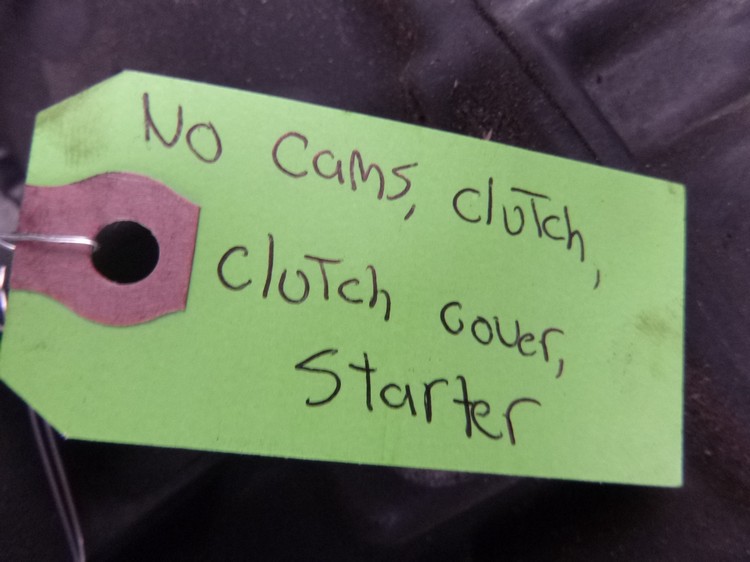 No Cams, clutch,
Clutch cover,
Starter